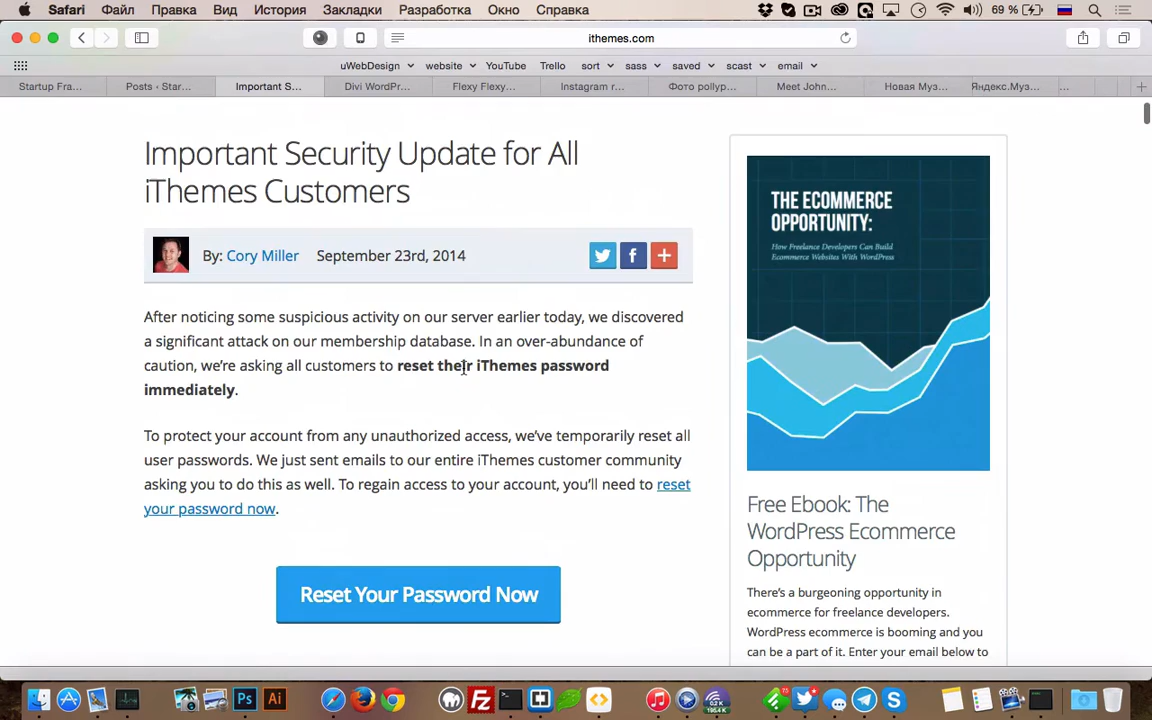 Safari Файл Правка Вид История Закладки Разработка Окно Справка 69 %
ithemes.com
uWebDesign website YouTube Trello sort sass saved scast email
Startup Fra... Posts ‹ Star... Important S... Divi WordPr... Flexy Flexy... Instagram r... Фото pollyp... Meet John... Новая Муз... Яндекс.Муз... ...
Important Security Update for All
iThemes Customers
By: Cory Miller September 23rd, 2014
After noticing some suspicious activity on our server earlier today, we discovered
a significant attack on our membership database. In an over-abundance of
caution, we're asking all customers to reset their iThemes password
immediately.
To protect your account from any unauthorized access, we've temporarily reset all
user passwords. We just sent emails to our entire iThemes customer community
asking you to do this as well. To regain access to your account, you'll need to reset
your password now.
Reset Your Password Now
THE ECOMMERCE
OPPORTUNITY:
How Freelance Developers Can Build
Ecommerce Websites With WordPress
Free Ebook: The
WordPress Ecommerce
Opportunity
There's a burgeoning opportunity in
ecommerce for freelance developers.
WordPress ecommerce is booming and you
can be a part of it. Enter your email below to
Ps Ai